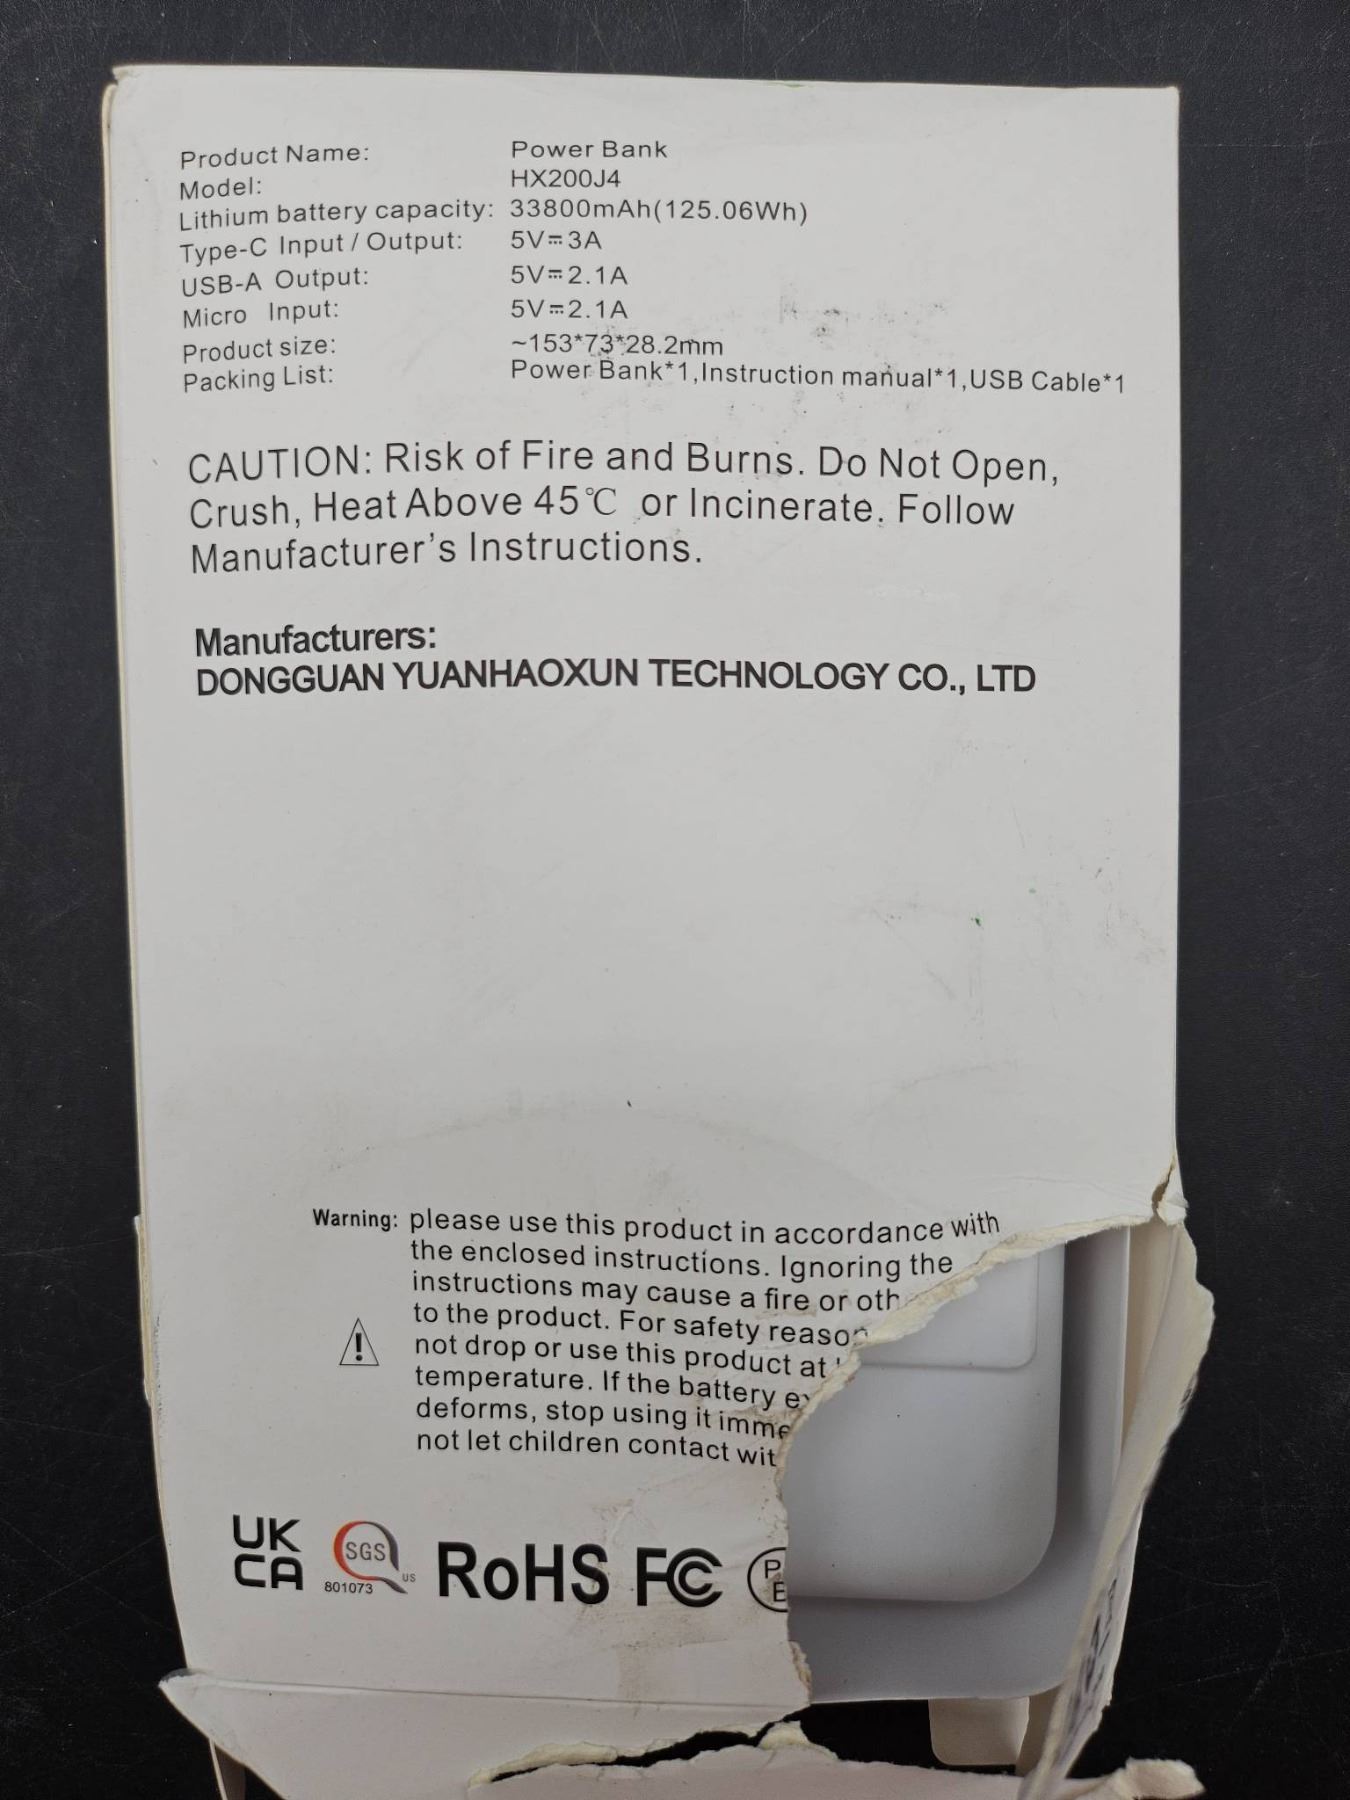 Product Name: Power Bank
Model: HX200J4
Lithium battery capacity: 33800mAh(125.06Wh)
Type-C Input / Output: 5V⎓3A
USB-A Output: 5V⎓2.1A
Micro Input: 5V⎓2.1A
Product size: ~153*73*28.2mm
Packing List: Power Bank*1,Instruction manual*1,USB Cable*1
CAUTION: Risk of Fire and Burns. Do Not Open,
Crush, Heat Above 45℃ or Incinerate. Follow
Manufacturer’s Instructions.
Manufacturers:
DONGGUAN YUANHAOXUN TECHNOLOGY CO., LTD
Warning: please use this product in accordance with
the enclosed instructions. Ignoring the
instructions may cause a fire or oth
to the product. For safety reaso
not drop or use this product at
temperature. If the battery e
deforms, stop using it imme
not let children contact wit
UK
CA
SGS
US
801073
RoHS FC
P
E